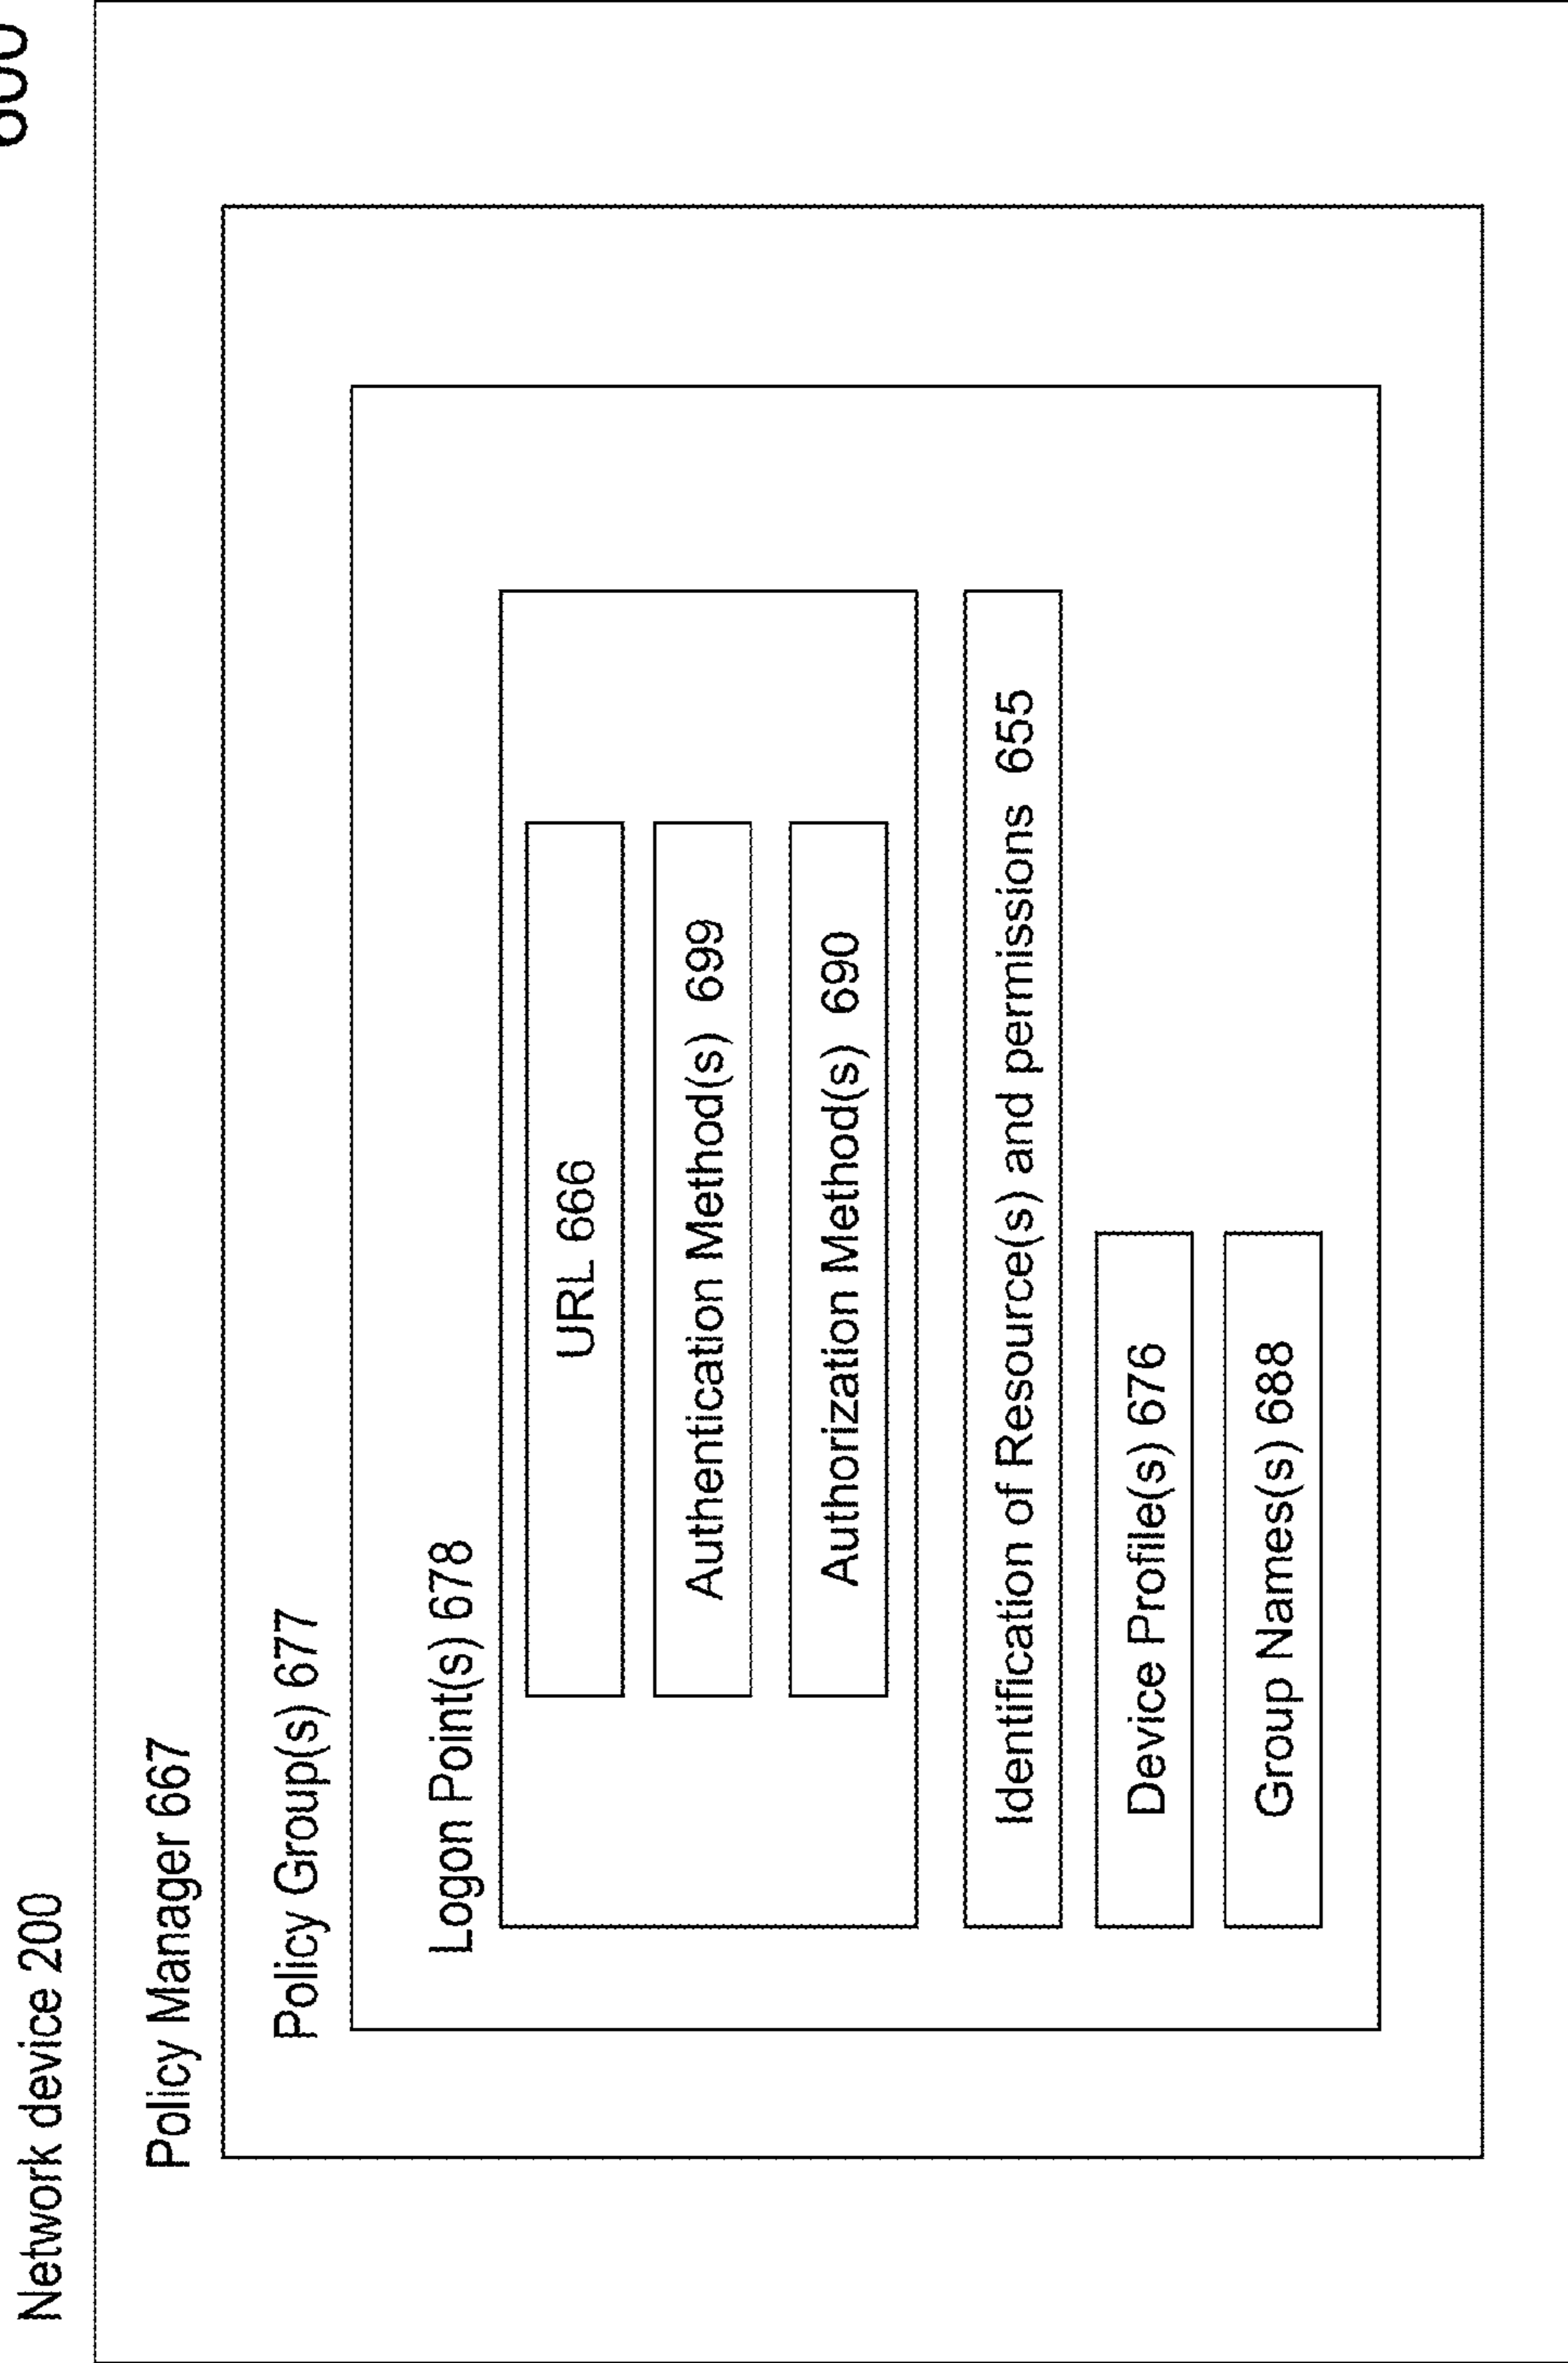 Network device 200
Policy Manager 667
Policy Group(s) 677
Logon Point(s) 678
URL 666
Authentication Method(s) 699
Authorization Method(s) 690
Identification of Resource(s) and permissions 655
Device Profile(s) 676
Group Names(s) 688